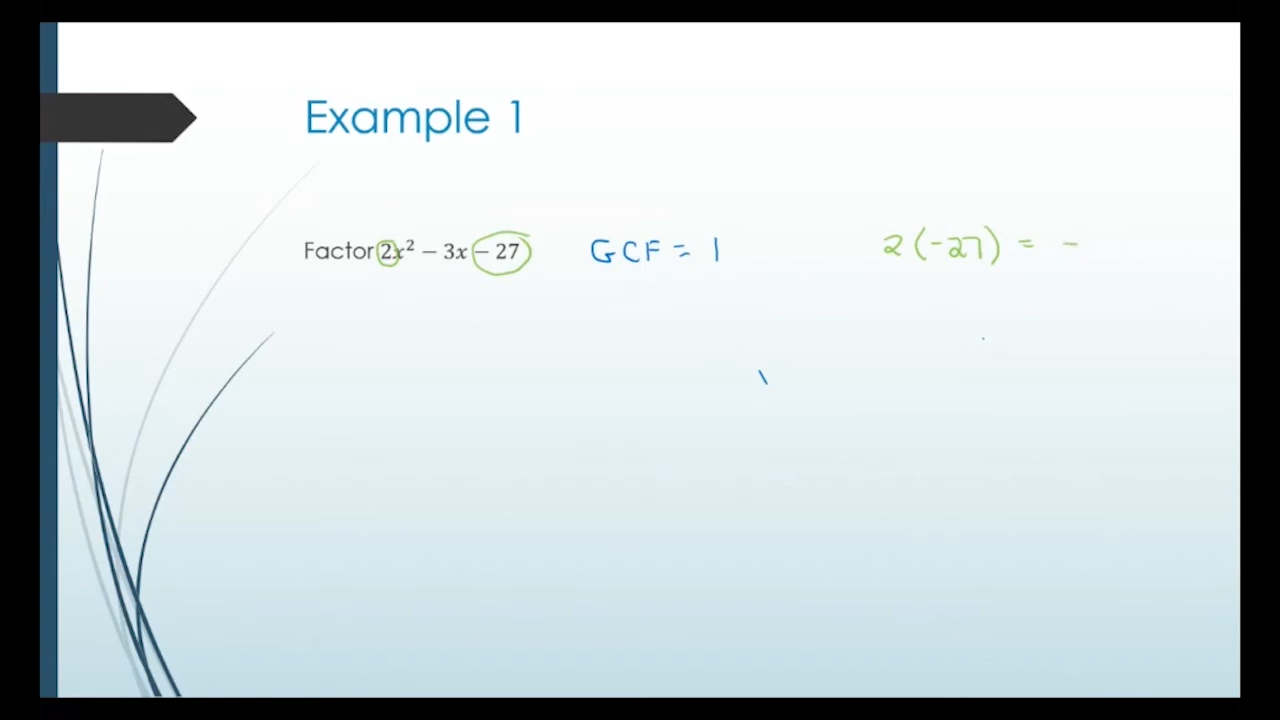 Example 1
Factor 2x² − 3x − 27 GCF = 1 2(-27) = -